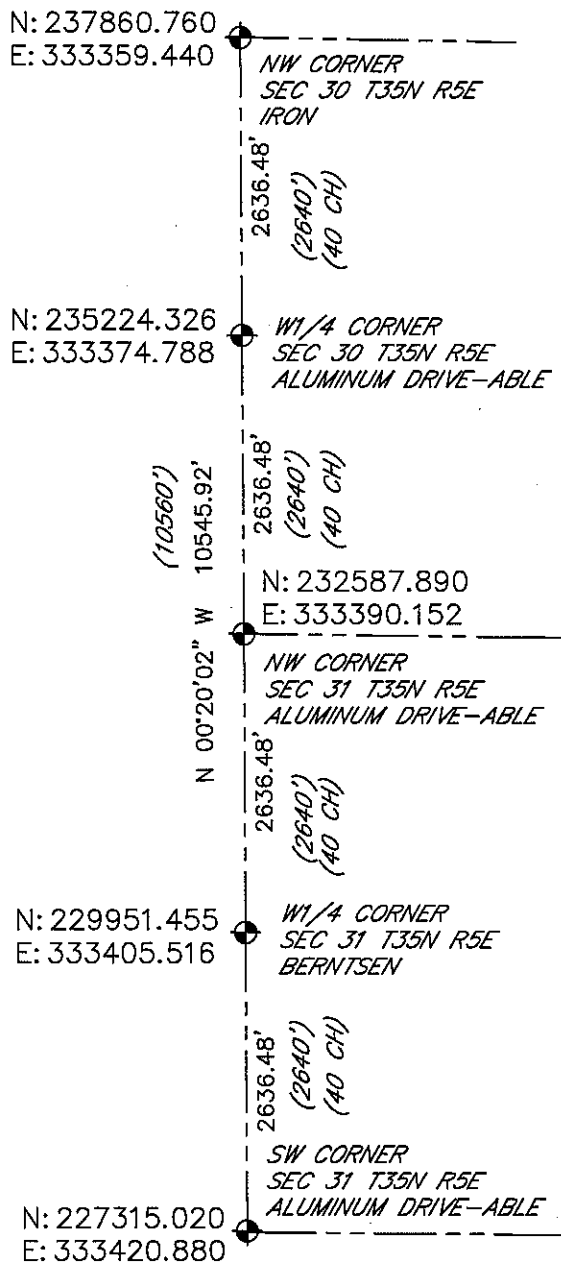 N: 237860.760
E: 333359.440
NW CORNER
SEC 30 T35N R5E
IRON
2636.48'
(2640')
(40 CH)
N: 235224.326
E: 333374.788
W1/4 CORNER
SEC 30 T35N R5E
ALUMINUM DRIVE-ABLE
(10560')
N 00°20'02" W 10545.92'
2636.48'
(2640')
(40 CH)
N: 232587.890
E: 333390.152
NW CORNER
SEC 31 T35N R5E
ALUMINUM DRIVE-ABLE
2636.48'
(2640')
(40 CH)
N: 229951.455
E: 333405.516
W1/4 CORNER
SEC 31 T35N R5E
BERNTSEN
2636.48'
(2640')
(40 CH)
SW CORNER
SEC 31 T35N R5E
ALUMINUM DRIVE-ABLE
N: 227315.020
E: 333420.880